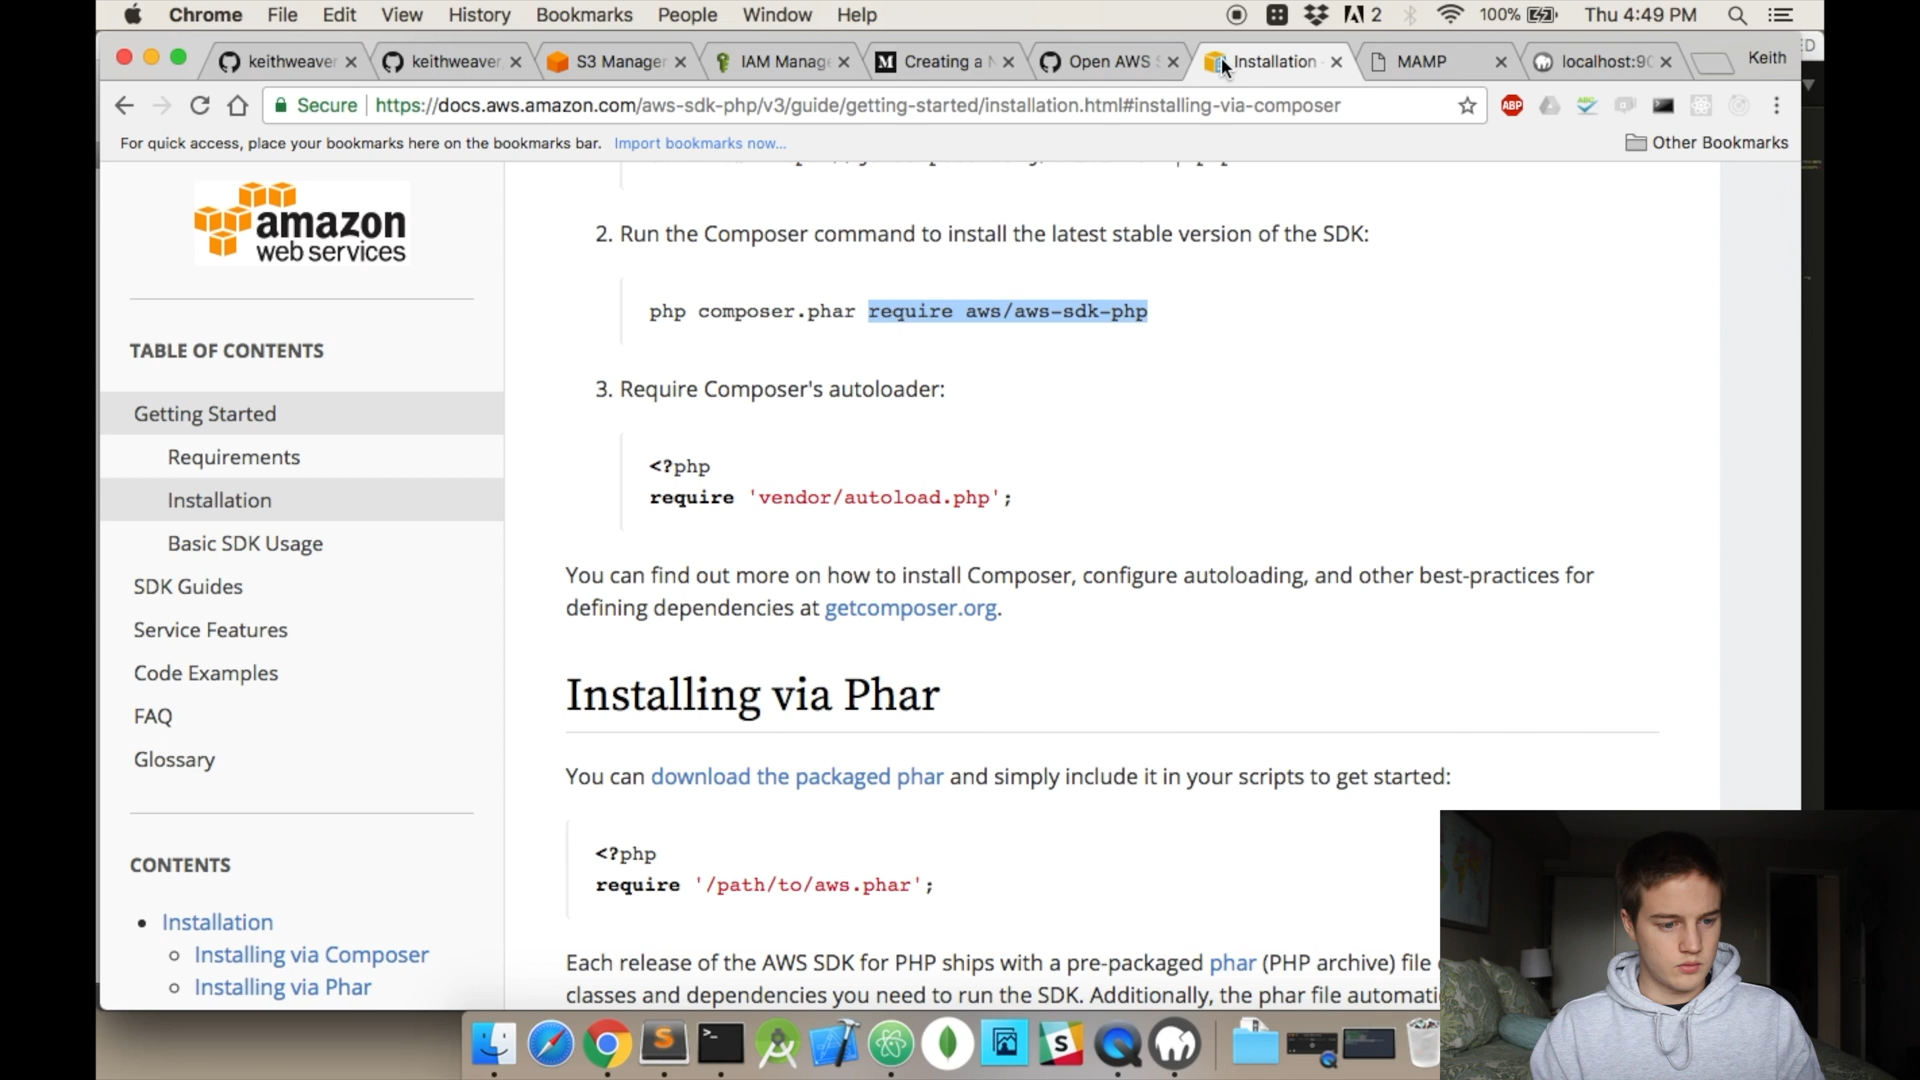 Chrome File Edit View History Bookmarks People Window Help 2 100% Thu 4:49 PM
keithweaver keithweaver S3 Manager IAM Manag Creating a N Open AWS S Installation MAMP localhost:90 Keith
Secure https://docs.aws.amazon.com/aws-sdk-php/v3/guide/getting-started/installation.html#installing-via-composer ABP
For quick access, place your bookmarks here on the bookmarks bar. Import bookmarks now... Other Bookmarks
amazon
web services
TABLE OF CONTENTS
Getting Started
Requirements
Installation
Basic SDK Usage
SDK Guides
Service Features
Code Examples
FAQ
Glossary
CONTENTS
Installation
Installing via Composer
Installing via Phar
2. Run the Composer command to install the latest stable version of the SDK:
php composer.phar require aws/aws-sdk-php
3. Require Composer's autoloader:
<?php
require 'vendor/autoload.php';
You can find out more on how to install Composer, configure autoloading, and other best-practices for
defining dependencies at getcomposer.org.
Installing via Phar
You can download the packaged phar and simply include it in your scripts to get started:
<?php
require '/path/to/aws.phar';
Each release of the AWS SDK for PHP ships with a pre-packaged phar (PHP archive) file
classes and dependencies you need to run the SDK. Additionally, the phar file automati